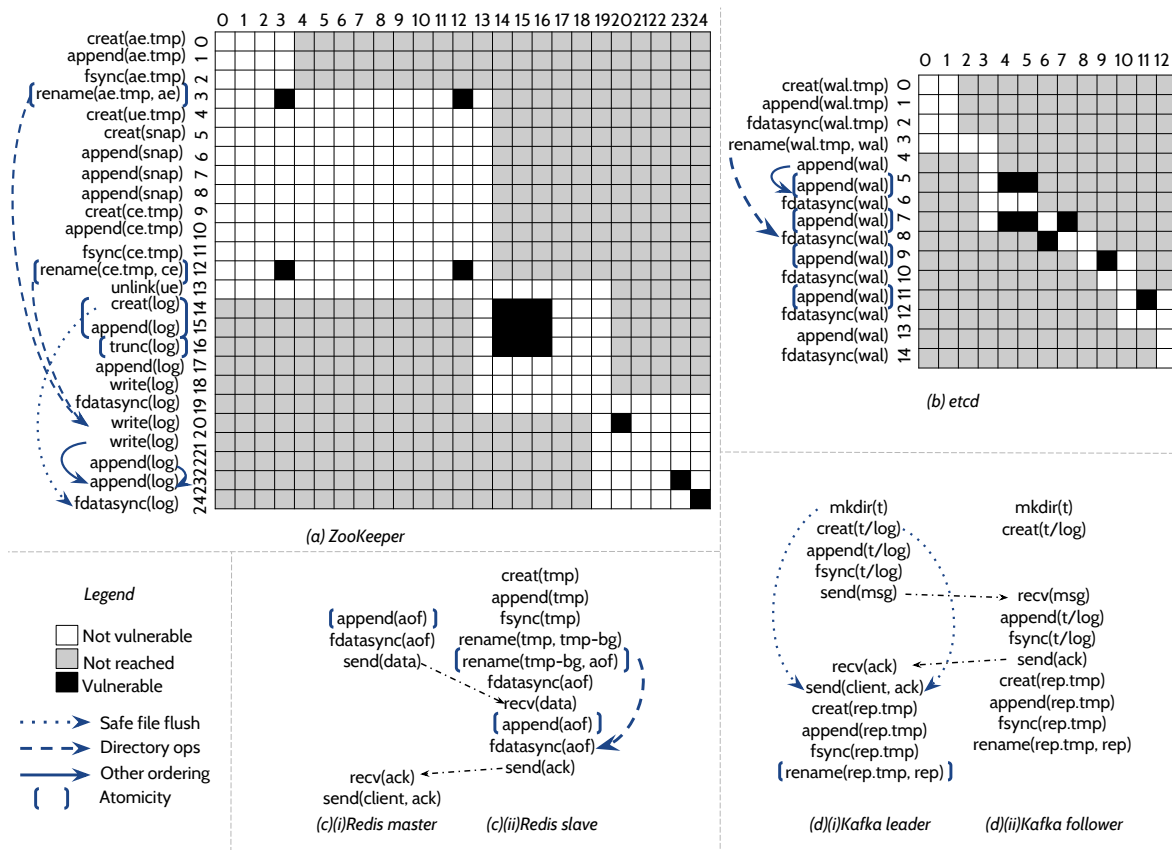 0 1 2 3 4 5 6 7 8 9 10 11 12 13 14 15 16 17 18 19 20 21 22 23 24
creat(ae.tmp) 0
append(ae.tmp) 1
fsync(ae.tmp) 2
rename(ae.tmp, ae) 3
creat(ue.tmp) 4
creat(snap) 5
append(snap) 6
append(snap) 7
append(snap) 8
creat(ce.tmp) 9
append(ce.tmp) 10
fsync(ce.tmp) 11
rename(ce.tmp, ce) 12
unlink(ue) 13
creat(log) 14
append(log) 15
trunc(log) 16
append(log) 17
write(log) 18
fdatasync(log) 19
write(log) 20
write(log) 21
append(log) 22
append(log) 23
fdatasync(log) 24
(a) ZooKeeper
0 1 2 3 4 5 6 7 8 9 10 11 12
creat(wal.tmp) 0
append(wal.tmp) 1
fdatasync(wal.tmp) 2
rename(wal.tmp, wal) 3
append(wal) 4
append(wal) 5
fdatasync(wal) 6
append(wal) 7
fdatasync(wal) 8
append(wal) 9
fdatasync(wal) 10
append(wal) 11
fdatasync(wal) 12
append(wal) 13
fdatasync(wal) 14
(b) etcd
Legend
Not vulnerable
Not reached
Vulnerable
Safe file flush
Directory ops
Other ordering
Atomicity
append(aof)
fdatasync(aof)
send(data)
recv(ack)
send(client, ack)
(c)(i)Redis master
creat(tmp)
append(tmp)
fsync(tmp)
rename(tmp, tmp-bg)
rename(tmp-bg, aof)
fdatasync(aof)
recv(data)
append(aof)
fdatasync(aof)
send(ack)
(c)(ii)Redis slave
mkdir(t)
creat(t/log)
append(t/log)
fsync(t/log)
send(msg)
recv(ack)
send(client, ack)
creat(rep.tmp)
append(rep.tmp)
fsync(rep.tmp)
rename(rep.tmp, rep)
(d)(i)Kafka leader
mkdir(t)
creat(t/log)
recv(msg)
append(t/log)
fsync(t/log)
send(ack)
creat(rep.tmp)
append(rep.tmp)
fsync(rep.tmp)
rename(rep.tmp, rep)
(d)(ii)Kafka follower